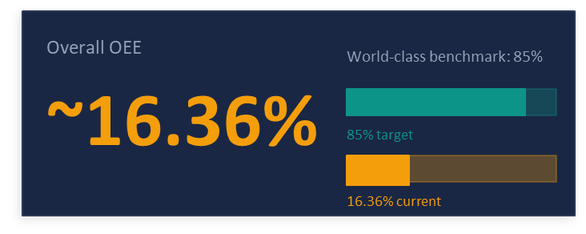 Overall OEE
~16.36%
World-class benchmark: 85%
85% target
16.36% current